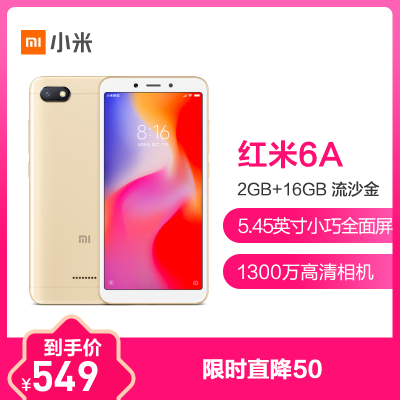 小米
红米6A
2GB+16GB 流沙金
5.45英寸小巧全面屏
1300万高清相机
8:16
到手价
¥549
限时直降50